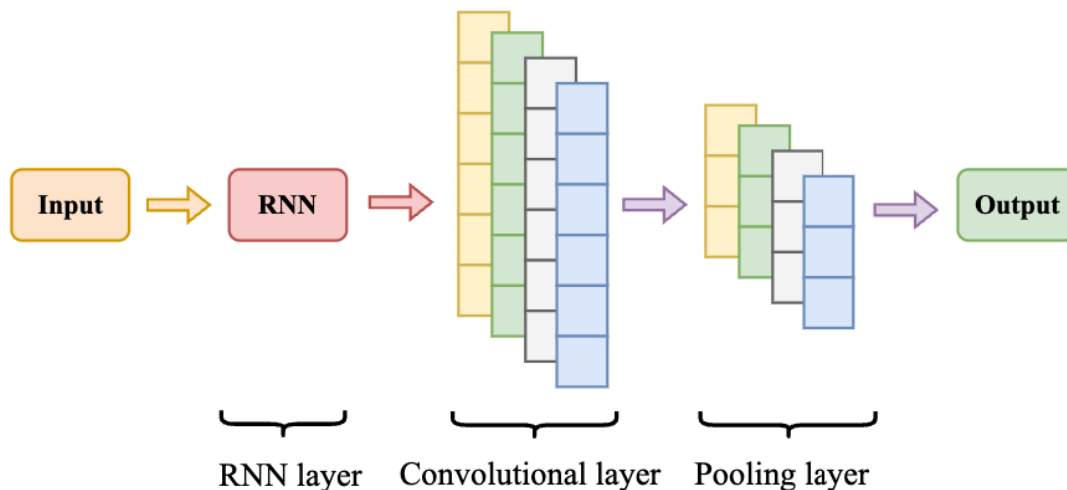 Input
RNN
Output
RNN layer
Convolutional layer
Pooling layer